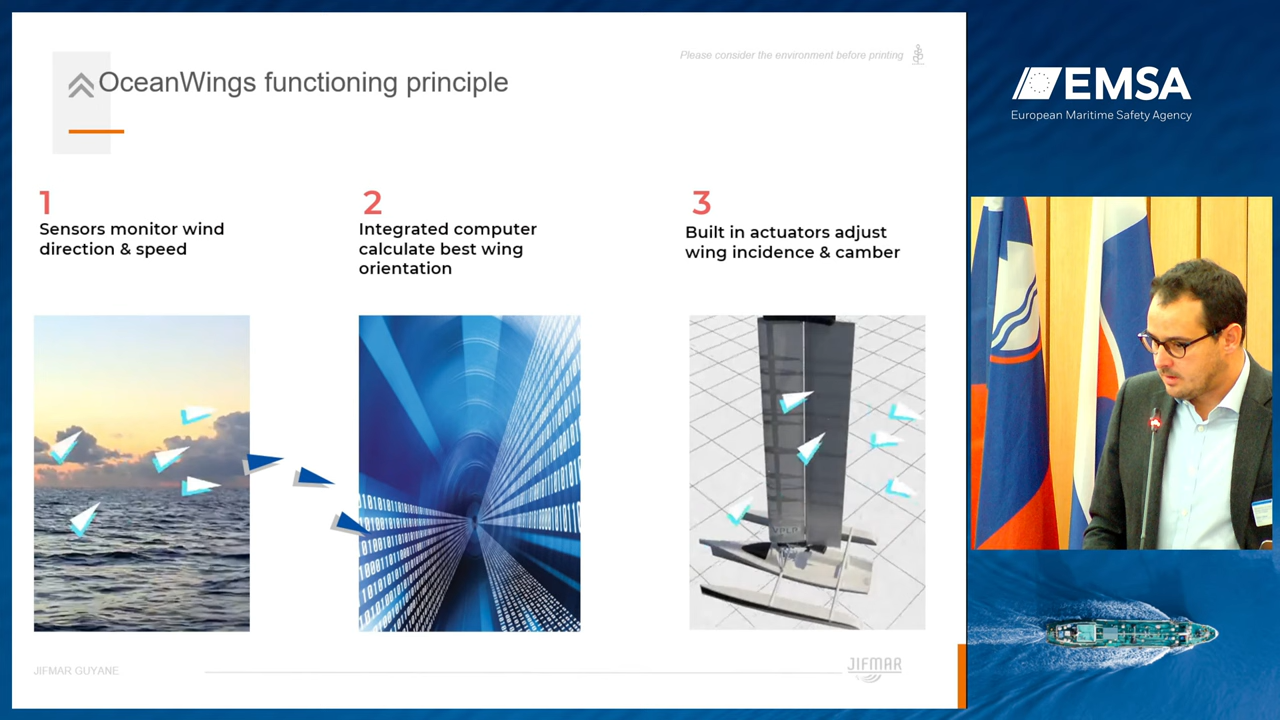 OceanWings functioning principle
Please consider the environment before printing
1
Sensors monitor wind
direction & speed
2
Integrated computer
calculate best wing
orientation
3
Built in actuators adjust
wing incidence & camber
JIFMAR GUYANE
JIFMAR
EMSA
European Maritime Safety Agency